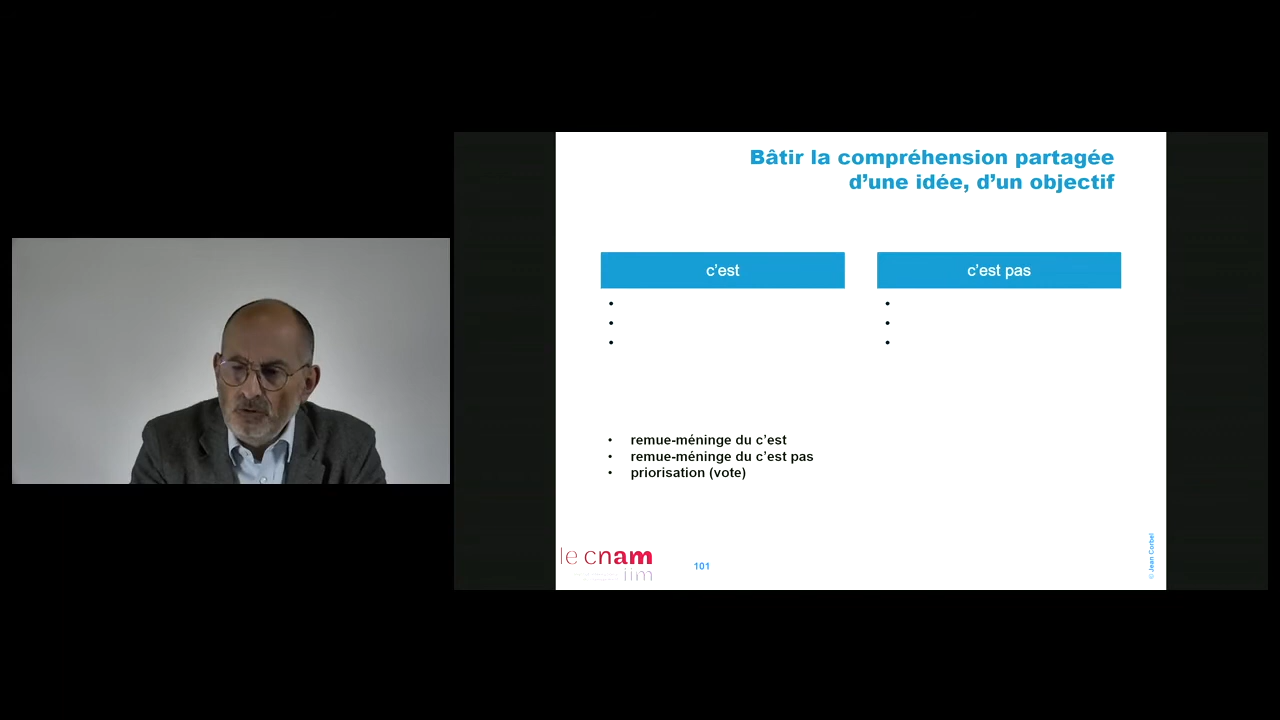 Bâtir la compréhension partagée
d’une idée, d’un objectif
c’est
c’est pas
•
•
•
•
•
•
• remue-méninge du c’est
• remue-méninge du c’est pas
• priorisation (vote)
le cnam
iim
101
© Jean Corbel